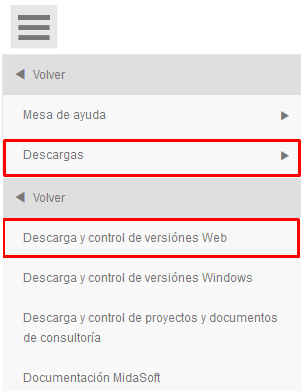 Volver
Mesa de ayuda
Descargas
Volver
Descarga y control de versiónes Web
Descarga y control de versiónes Windows
Descarga y control de proyectos y documentos
de consultoría
Documentación MidaSoft